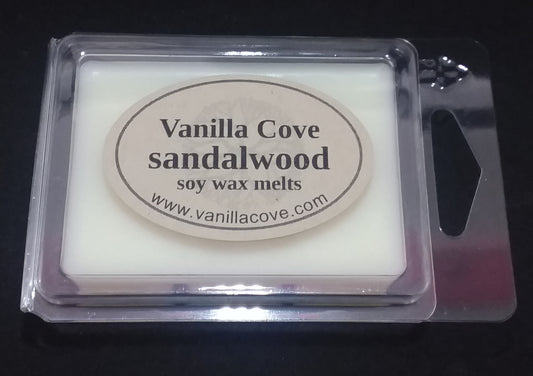 Vanilla Cove
sandalwood
soy wax melts
www.vanillacove.com